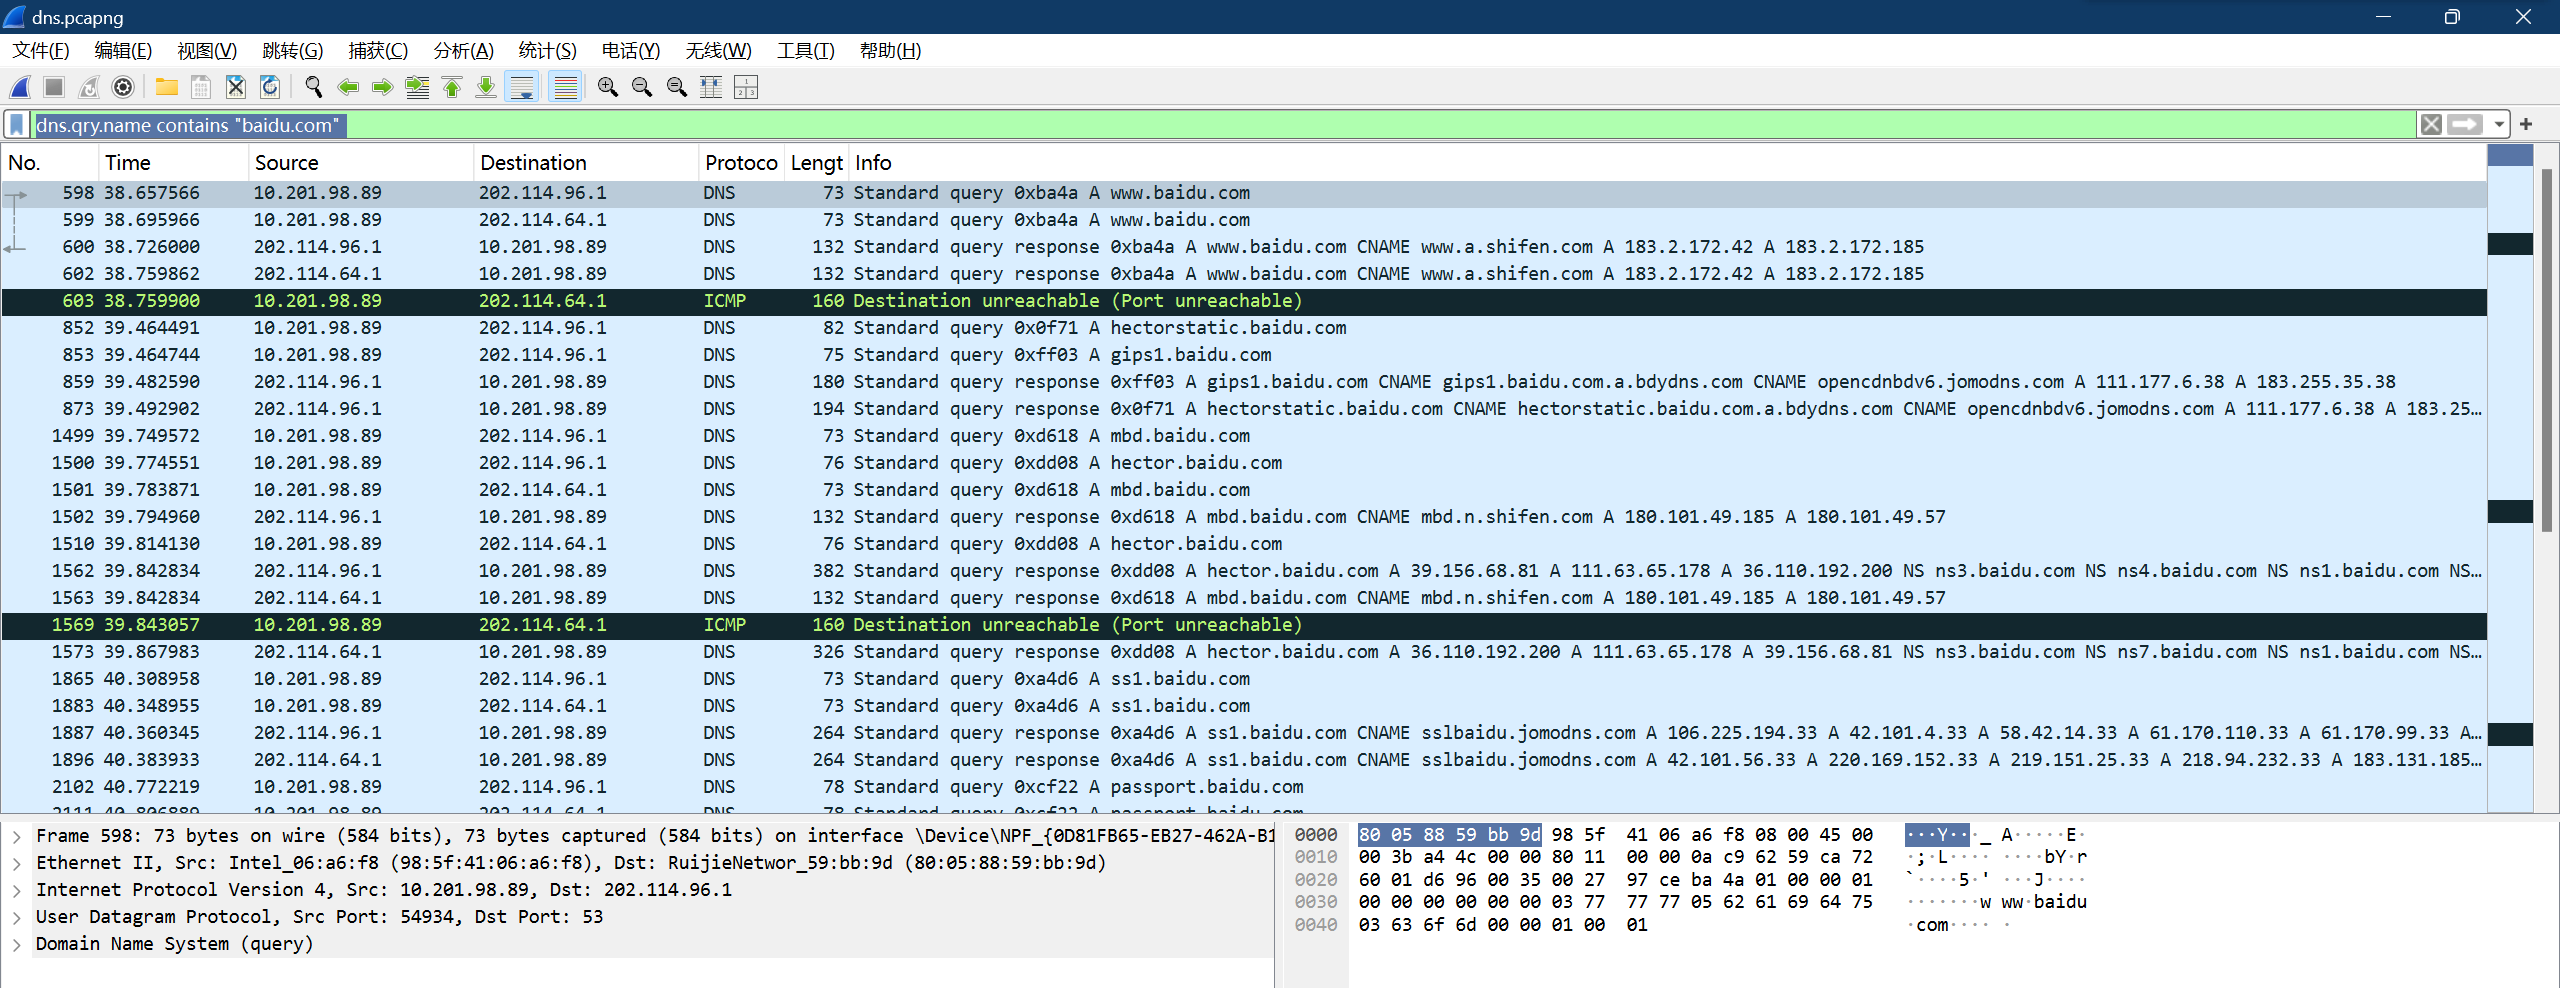 dns.pcapng
文件(F) 编辑(E) 视图(V) 跳转(G) 捕获(C) 分析(A) 统计(S) 电话(Y) 无线(W) 工具(T) 帮助(H)
dns.qry.name contains "baidu.com"
No. Time Source Destination Protoco Lengt Info
598 38.657566 10.201.98.89 202.114.96.1 DNS 73 Standard query 0xba4a A www.baidu.com
599 38.695966 10.201.98.89 202.114.64.1 DNS 73 Standard query 0xba4a A www.baidu.com
600 38.726000 202.114.96.1 10.201.98.89 DNS 132 Standard query response 0xba4a A www.baidu.com CNAME www.a.shifen.com A 183.2.172.42 A 183.2.172.185
602 38.759862 202.114.64.1 10.201.98.89 DNS 132 Standard query response 0xba4a A www.baidu.com CNAME www.a.shifen.com A 183.2.172.42 A 183.2.172.185
603 38.759900 10.201.98.89 202.114.64.1 ICMP 160 Destination unreachable (Port unreachable)
852 39.464491 10.201.98.89 202.114.96.1 DNS 82 Standard query 0x0f71 A hectorstatic.baidu.com
853 39.464744 10.201.98.89 202.114.96.1 DNS 75 Standard query 0xff03 A gips1.baidu.com
859 39.482590 202.114.96.1 10.201.98.89 DNS 180 Standard query response 0xff03 A gips1.baidu.com CNAME gips1.baidu.com.a.bdydns.com CNAME opencdnbdv6.jomodns.com A 111.177.6.38 A 183.255.35.38
873 39.492902 202.114.96.1 10.201.98.89 DNS 194 Standard query response 0x0f71 A hectorstatic.baidu.com CNAME hectorstatic.baidu.com.a.bdydns.com CNAME opencdnbdv6.jomodns.com A 111.177.6.38 A 183.25…
1499 39.749572 10.201.98.89 202.114.96.1 DNS 73 Standard query 0xd618 A mbd.baidu.com
1500 39.774551 10.201.98.89 202.114.96.1 DNS 76 Standard query 0xdd08 A hector.baidu.com
1501 39.783871 10.201.98.89 202.114.64.1 DNS 73 Standard query 0xd618 A mbd.baidu.com
1502 39.794960 202.114.96.1 10.201.98.89 DNS 132 Standard query response 0xd618 A mbd.baidu.com CNAME mbd.n.shifen.com A 180.101.49.185 A 180.101.49.57
1510 39.814130 10.201.98.89 202.114.64.1 DNS 76 Standard query 0xdd08 A hector.baidu.com
1562 39.842834 202.114.96.1 10.201.98.89 DNS 382 Standard query response 0xdd08 A hector.baidu.com A 39.156.68.81 A 111.63.65.178 A 36.110.192.200 NS ns3.baidu.com NS ns4.baidu.com NS ns1.baidu.com NS…
1563 39.842834 202.114.64.1 10.201.98.89 DNS 132 Standard query response 0xd618 A mbd.baidu.com CNAME mbd.n.shifen.com A 180.101.49.185 A 180.101.49.57
1569 39.843057 10.201.98.89 202.114.64.1 ICMP 160 Destination unreachable (Port unreachable)
1573 39.867983 202.114.64.1 10.201.98.89 DNS 326 Standard query response 0xdd08 A hector.baidu.com A 36.110.192.200 A 111.63.65.178 A 39.156.68.81 NS ns3.baidu.com NS ns7.baidu.com NS ns1.baidu.com NS…
1865 40.308958 10.201.98.89 202.114.96.1 DNS 73 Standard query 0xa4d6 A ss1.baidu.com
1883 40.348955 10.201.98.89 202.114.64.1 DNS 73 Standard query 0xa4d6 A ss1.baidu.com
1887 40.360345 202.114.96.1 10.201.98.89 DNS 264 Standard query response 0xa4d6 A ss1.baidu.com CNAME sslbaidu.jomodns.com A 106.225.194.33 A 42.101.4.33 A 58.42.14.33 A 61.170.110.33 A 61.170.99.33 A…
1896 40.383933 202.114.64.1 10.201.98.89 DNS 264 Standard query response 0xa4d6 A ss1.baidu.com CNAME sslbaidu.jomodns.com A 42.101.56.33 A 220.169.152.33 A 219.151.25.33 A 218.94.232.33 A 183.131.185…
2102 40.772219 10.201.98.89 202.114.96.1 DNS 78 Standard query 0xcf22 A passport.baidu.com
2111 40.806889 10.201.98.89 202.114.64.1 DNS 78 Standard query 0xcf22 A passport.baidu.com
Frame 598: 73 bytes on wire (584 bits), 73 bytes captured (584 bits) on interface \Device\NPF_{0D81FB65-EB27-462A-B1
Ethernet II, Src: Intel_06:a6:f8 (98:5f:41:06:a6:f8), Dst: RuijieNetwor_59:bb:9d (80:05:88:59:bb:9d)
Internet Protocol Version 4, Src: 10.201.98.89, Dst: 202.114.96.1
User Datagram Protocol, Src Port: 54934, Dst Port: 53
Domain Name System (query)
0000 80 05 88 59 bb 9d 98 5f 41 06 a6 f8 08 00 45 00 ···Y···_ A·····E·
0010 00 3b a4 4c 00 00 80 11 00 00 0a c9 62 59 ca 72 ·;·L···· ····bY·r
0020 60 01 d6 96 00 35 00 27 97 ce ba 4a 01 00 00 01 `····5·' ···J····
0030 00 00 00 00 00 00 03 77 77 77 05 62 61 69 64 75 ·······w ww·baidu
0040 03 63 6f 6d 00 00 01 00 01 ·com···· ·